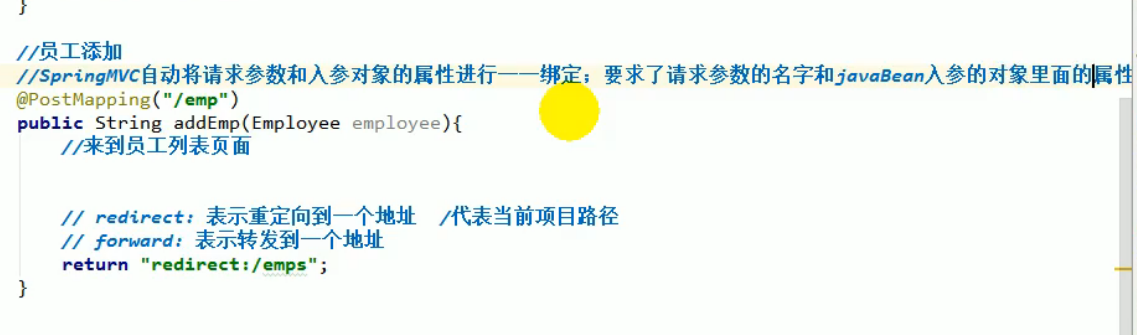 }
//员工添加
//SpringMVC自动将请求参数和入参对象的属性进行一一绑定；要求了请求参数的名字和javaBean入参的对象里面的属性
@PostMapping("/emp")
public String addEmp(Employee employee){
//来到员工列表页面
// redirect: 表示重定向到一个地址 /代表当前项目路径
// forward: 表示转发到一个地址
return "redirect:/emps";
}